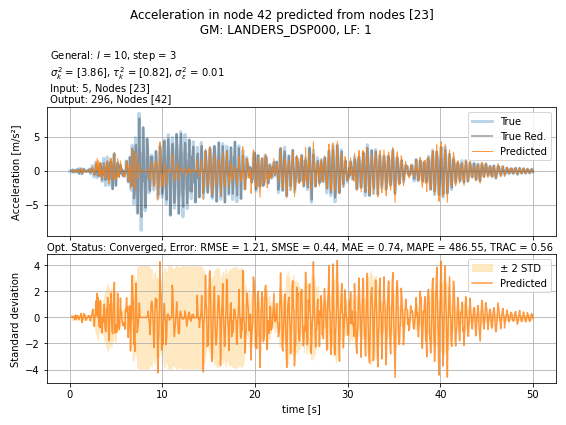 Acceleration in node 42 predicted from nodes [23]
GM: LANDERS_DSP000, LF: 1
General: l = 10, step = 3
σ²ₖ = [3.86], τ²ₖ = [0.82], σ²_ε = 0.01
Input: 5, Nodes [23]
Output: 296, Nodes [42]
Acceleration [m/s²]
5
0
−5
True
True Red.
Predicted
Opt. Status: Converged, Error: RMSE = 1.21, SMSE = 0.44, MAE = 0.74, MAPE = 486.55, TRAC = 0.56
Standard deviation
4
2
0
−2
−4
± 2 STD
Predicted
0 10 20 30 40 50
time [s]